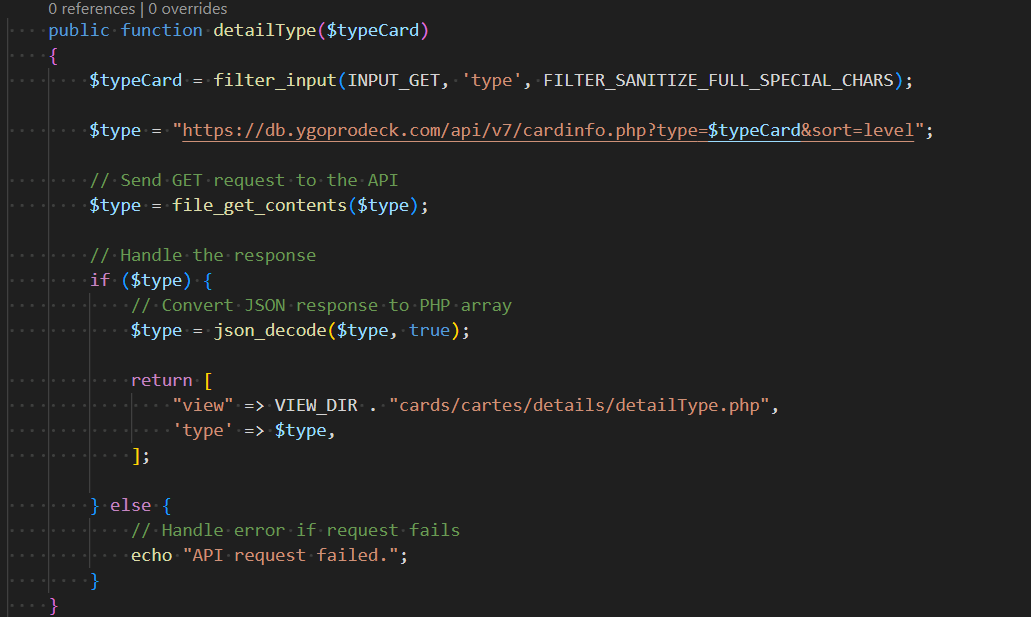 0 references | 0 overrides
public function detailType($typeCard)
{
$typeCard = filter_input(INPUT_GET, 'type', FILTER_SANITIZE_FULL_SPECIAL_CHARS);
$type = "https://db.ygoprodeck.com/api/v7/cardinfo.php?type=$typeCard&sort=level";
// Send GET request to the API
$type = file_get_contents($type);
// Handle the response
if ($type) {
// Convert JSON response to PHP array
$type = json_decode($type, true);
return [
"view" => VIEW_DIR . "cards/cartes/details/detailType.php",
'type' => $type,
];
} else {
// Handle error if request fails
echo "API request failed.";
}
}